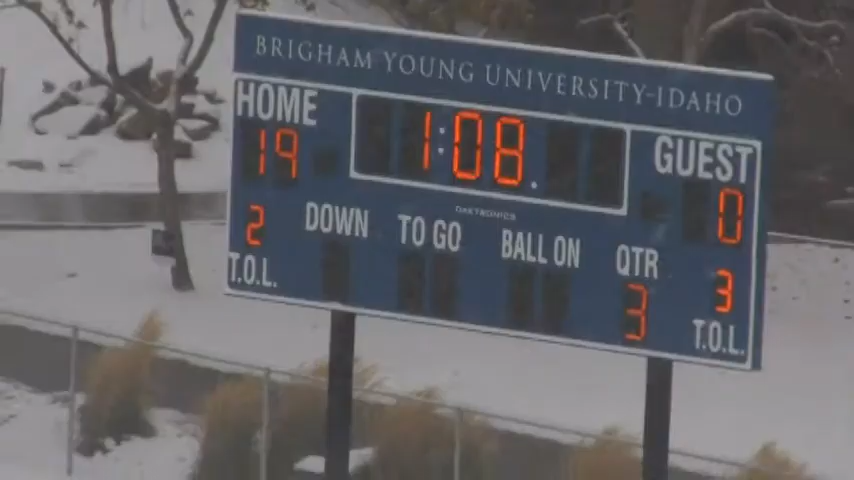 BRIGHAM YOUNG UNIVERSITY-IDAHO
HOME 1:08. GUEST
19 0
DAKTRONICS
2 DOWN TO GO BALL ON QTR 3
T.O.L. 3 T.O.L.